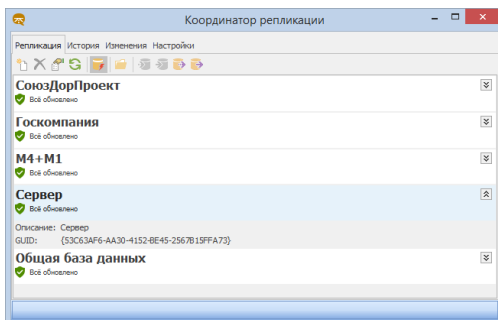 Координатор репликации
Репликация История Изменения Настройки
СоюзДорПроект
Всё обновлено
Госкомпания
Всё обновлено
М4+М1
Всё обновлено
Сервер
Всё обновлено
Описание: Сервер
GUID: {53C63AF6-AA30-4152-BE45-2567B15FFA73}
Общая база данных
Всё обновлено